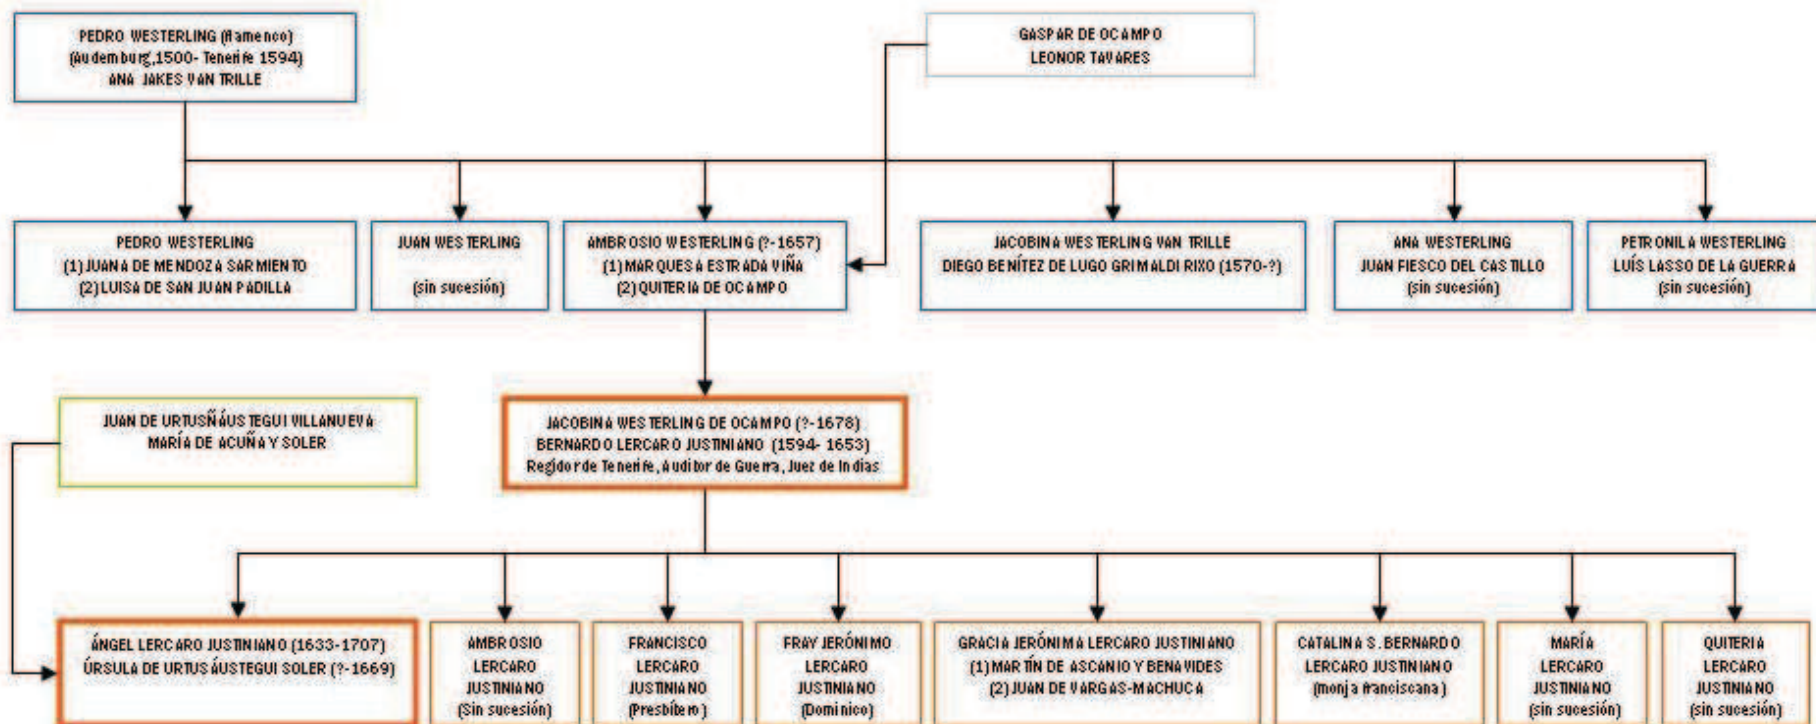 PEDRO WESTERLING (flamenco)
(Audemburg,1500- Tenerife 1594)
ANA JAKES VAN TRILLE
GASPAR DE OCAMPO
LEONOR TAVARES
PEDRO WESTERLING
(1) JUANA DE MENDOZA SARMIENTO
(2) LUISA DE SAN JUAN PADILLA
JUAN WESTERLING
(sin sucesión)
AMBROSIO WESTERLING (?-1657)
(1) MARQUESA ESTRADA VIÑA
(2) QUITERIA DE OCAMPO
JACOBINA WESTERLING VAN TRILLE
DIEGO BENÍTEZ DE LUGO GRIMALDI RIXO (1570-?)
ANA WESTERLING
JUAN FIESCO DEL CASTILLO
(sin sucesión)
PETRONILA WESTERLING
LUÍS LASSO DE LA GUERRA
(sin sucesión)
JUAN DE URTUSÑÁUSTEGUI VILLANUEVA
MARÍA DE ACUÑA Y SOLER
JACOBINA WESTERLING DE OCAMPO (?-1678)
BERNARDO LERCARO JUSTINIANO (1594- 1653)
Regidor de Tenerife, Auditor de Guerra, Juez de Indias
ÁNGEL LERCARO JUSTINIANO (1633-1707)
ÚRSULA DE URTUSÁUSTEGUI SOLER (?-1669)
AMBROSIO
LERCARO
JUSTINIANO
(Sin sucesión)
FRANCISCO
LERCARO
JUSTINIANO
(Presbítero)
FRAY JERÓNIMO
LERCARO
JUSTINIANO
(Dominico)
GRACIA JERÓNIMA LERCARO JUSTINIANO
(1) MARTÍN DE ASCANIO Y BENAVIDES
(2) JUAN DE VARGAS-MACHUCA
CATALINA S. BERNARDO
LERCARO JUSTINIANO
(monja franciscana)
MARÍA
LERCARO
JUSTINIANO
(sin sucesión)
QUITERIA
LERCARO
JUSTINIANO
(sin sucesión)